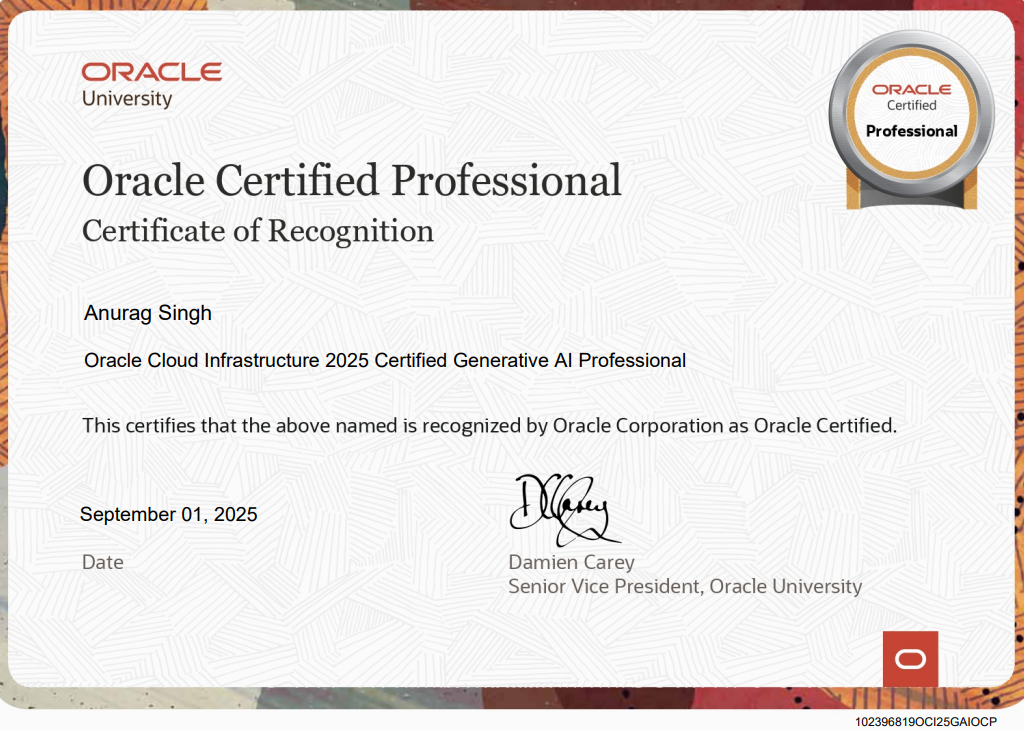 ORACLE
University
ORACLE
Certified
Professional
Oracle Certified Professional
Certificate of Recognition
Anurag Singh
Oracle Cloud Infrastructure 2025 Certified Generative AI Professional
This certifies that the above named is recognized by Oracle Corporation as Oracle Certified.
DCarey
September 01, 2025
Date
Damien Carey
Senior Vice President, Oracle University
102396819OCI25GAIOCP